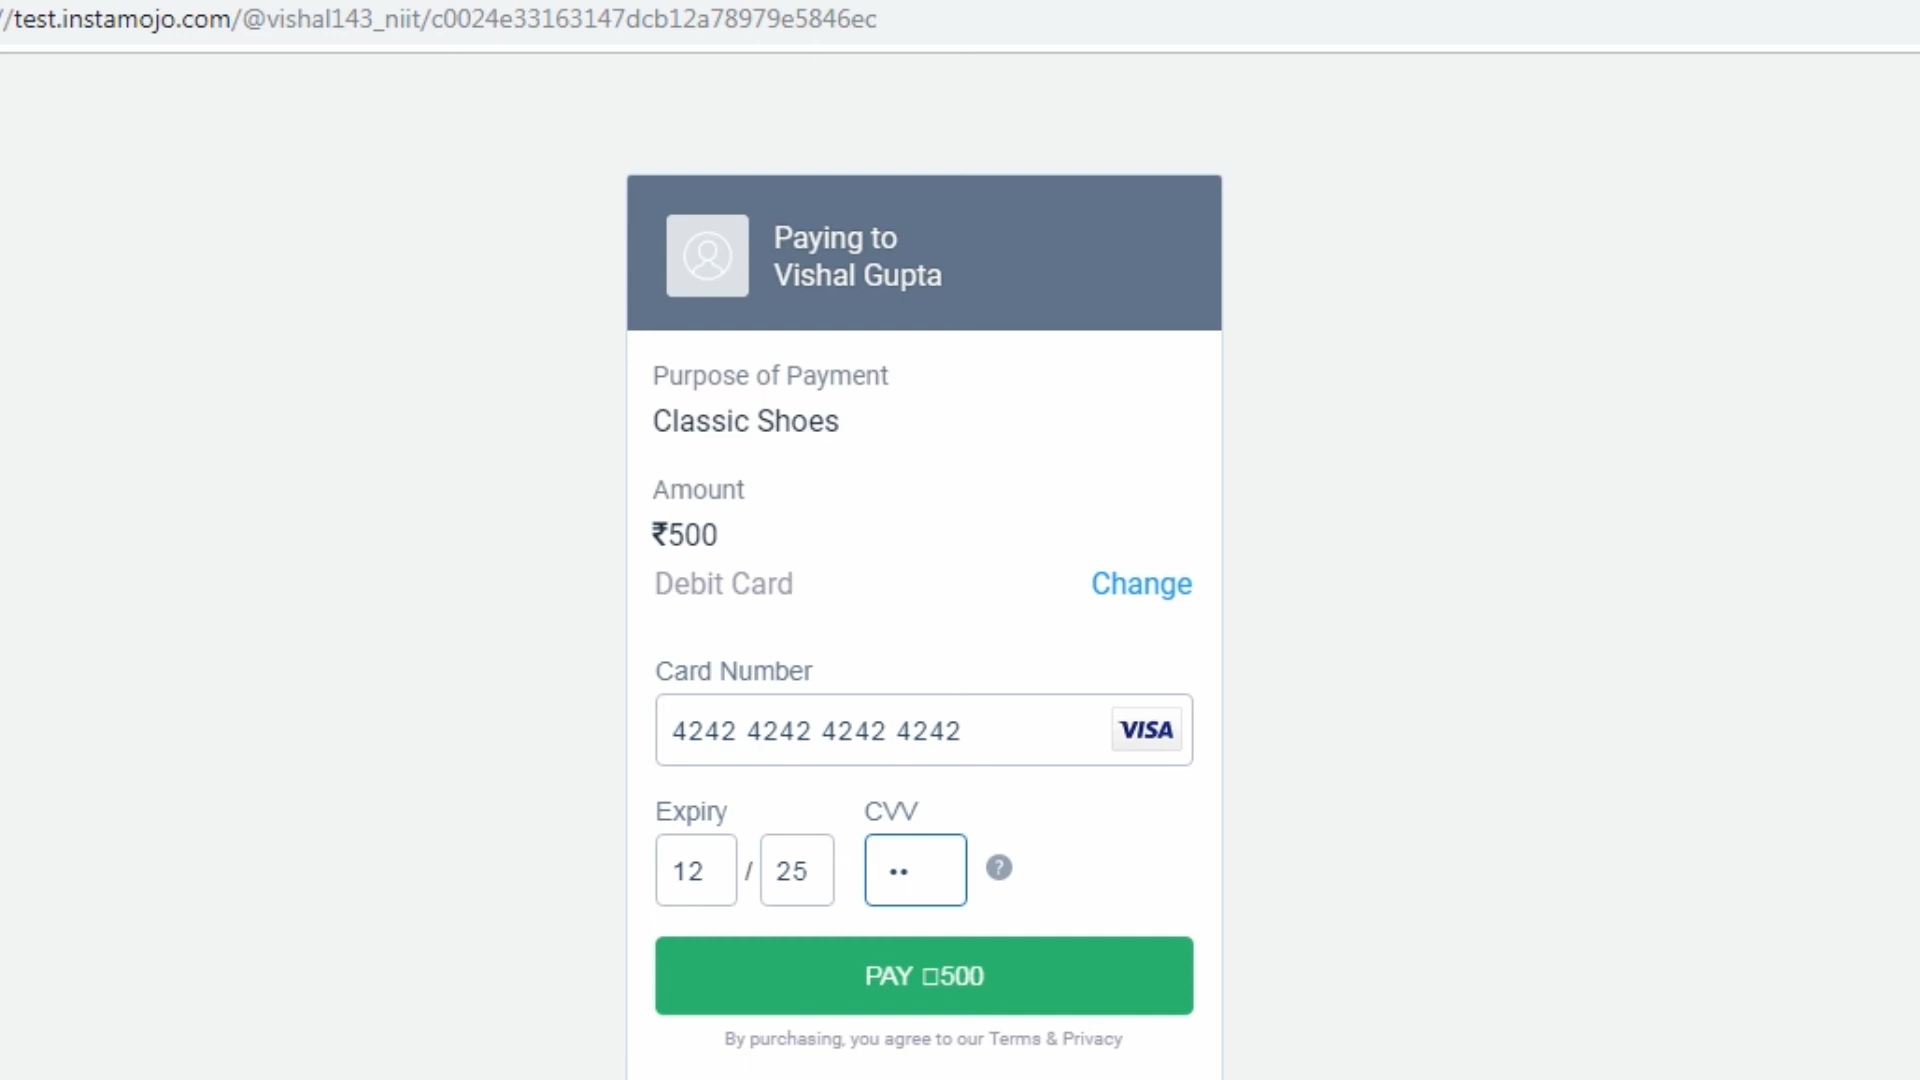 /test.instamojo.com/@vishal143_niit/c0024e33163147dcb12a78979e5846ec
Paying to
Vishal Gupta
Purpose of Payment
Classic Shoes
Amount
₹500
Debit Card
Change
Card Number
4242 4242 4242 4242
VISA
Expiry
CVV
12 / 25
••
?
PAY □500
By purchasing, you agree to our Terms & Privacy